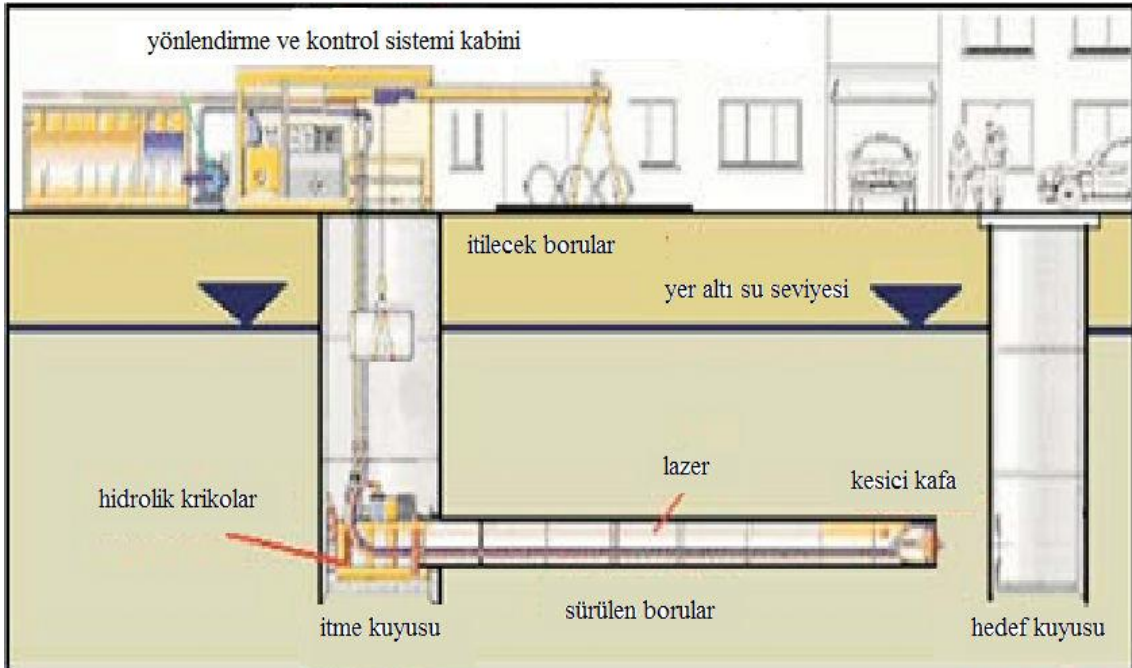 yönlendirme ve kontrol sistemi kabini
itilecek borular
yer altı su seviyesi
lazer
kesici kafa
hidrolik krikolar
sürülen borular
itme kuyusu
hedef kuyusu